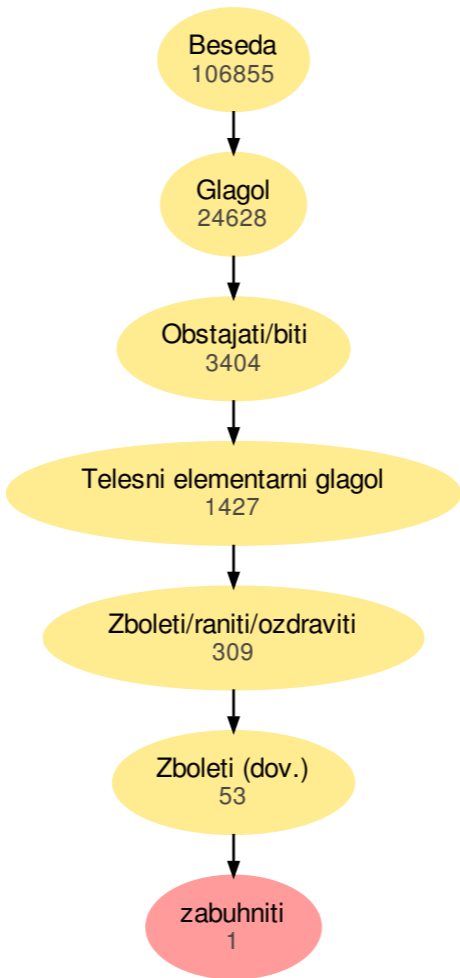 Beseda
106855
Glagol
24628
Obstajati/biti
3404
Telesni elementarni glagol
1427
Zboleti/raniti/ozdraviti
309
Zboleti (dov.)
53
zabuhniti
1